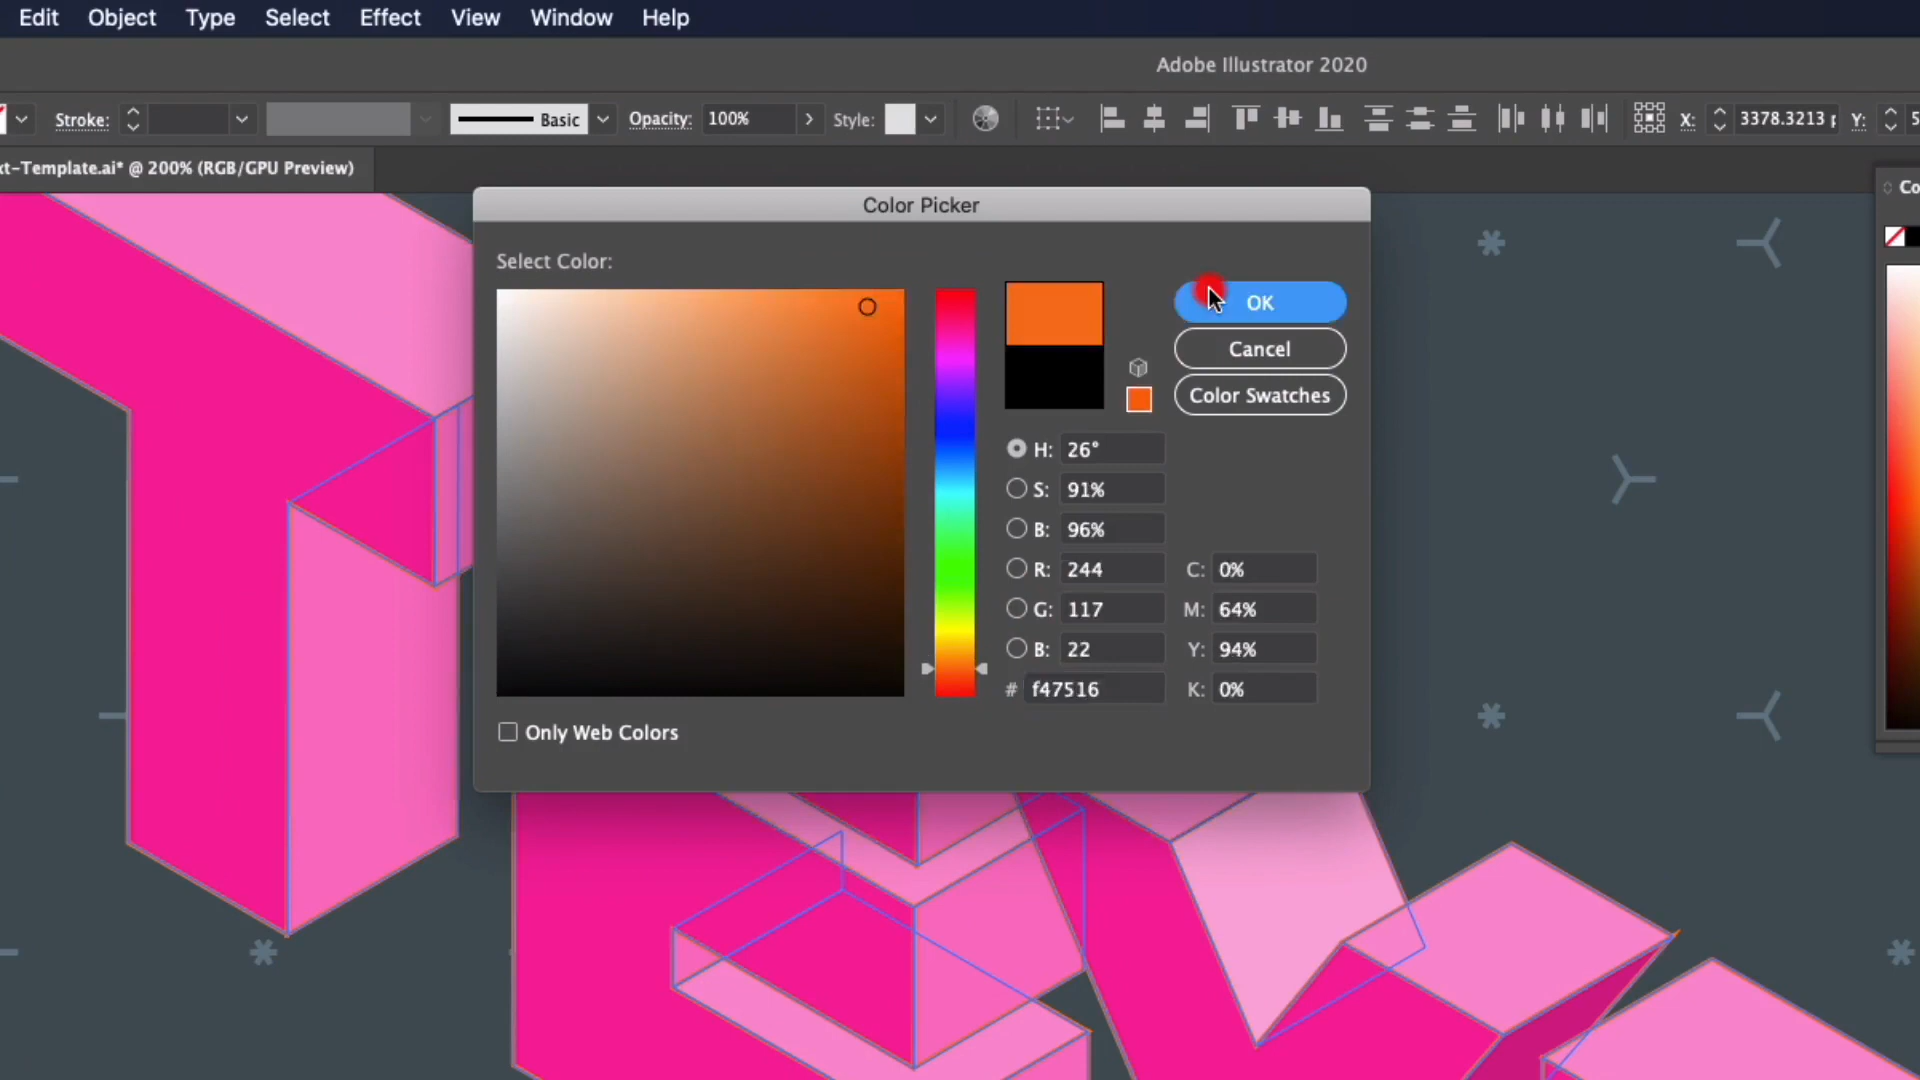 Edit Object Type Select Effect View Window Help
Adobe Illustrator 2020
Stroke: Basic Opacity: 100% Style: X: 3378.3213 Y:
xt-Template.ai* @ 200% (RGB/GPU Preview)
Color Picker
Co
Select Color:
OK
Cancel
Color Swatches
H: 26°
S: 91%
B: 96%
R: 244 C: 0%
G: 117 M: 64%
B: 22 Y: 94%
# f47516 K: 0%
Only Web Colors